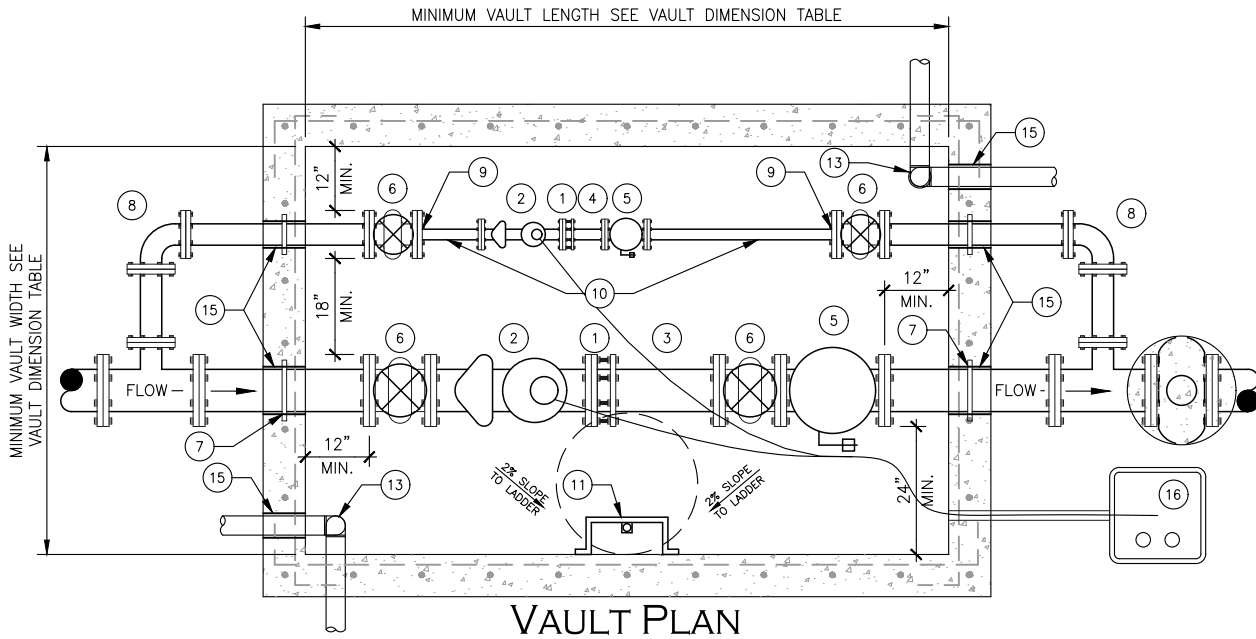 MINIMUM VAULT LENGTH SEE VAULT DIMENSION TABLE
MINIMUM VAULT WIDTH SEE
VAULT DIMENSION TABLE
15
13
12"
MIN.
6
9
2
1
4
5
9
6
8
8
10
18"
MIN.
12"
MIN.
15
15
6
2
1
3
6
5
7
FLOW
FLOW
7
12"
MIN.
15
13
2% SLOPE
TO LADDER
11
2% SLOPE
TO LADDER
24"
MIN.
16
VAULT PLAN